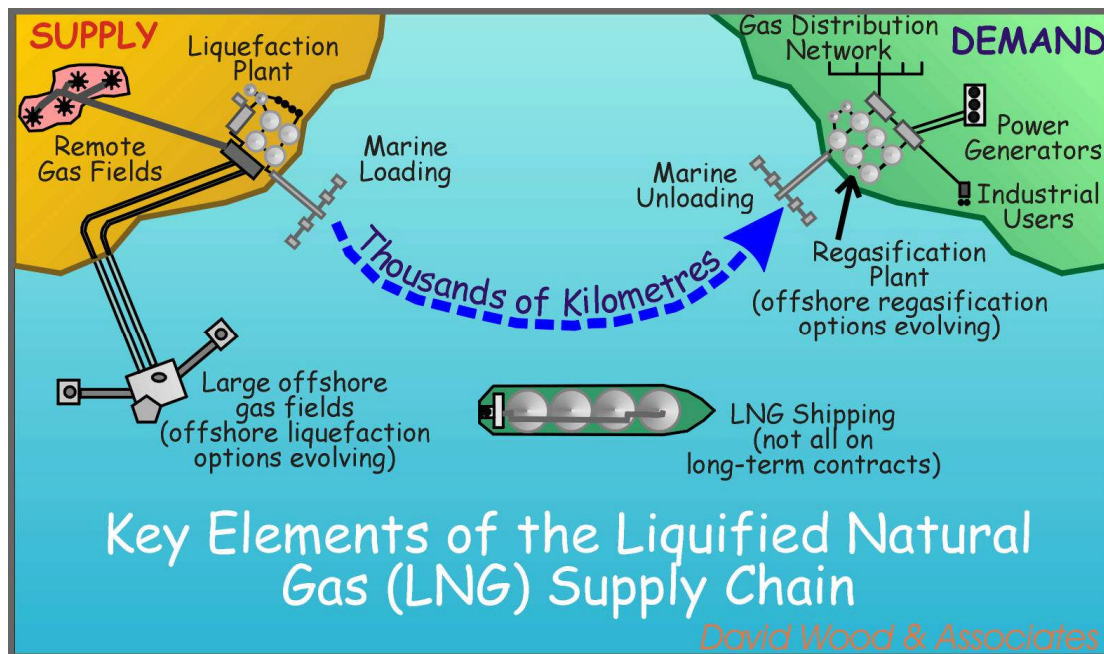 SUPPLY
Liquefaction
Plant
Remote
Gas Fields
Marine
Loading
Gas Distribution
Network
DEMAND
Power
Generators
Industrial
Users
Marine
Unloading
Regasification
Plant
(offshore regasification
options evolving)
Thousands of Kilometres
Large offshore
gas fields
(offshore liquefaction
options evolving)
LNG Shipping
(not all on
long-term contracts)
Key Elements of the Liquified Natural
Gas (LNG) Supply Chain
David Wood & Associates